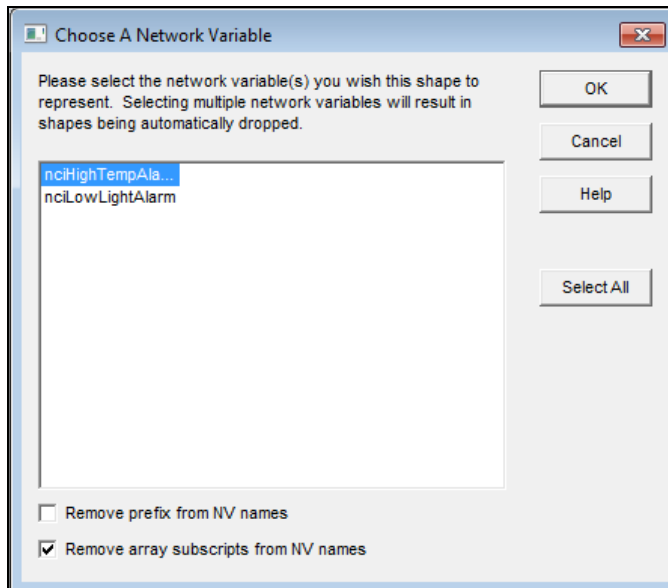 Choose A Network Variable
Please select the network variable(s) you wish this shape to
represent. Selecting multiple network variables will result in
shapes being automatically dropped.
OK
Cancel
Help
Select All
nciHighTempAla...
nciLowLightAlarm
Remove prefix from NV names
Remove array subscripts from NV names